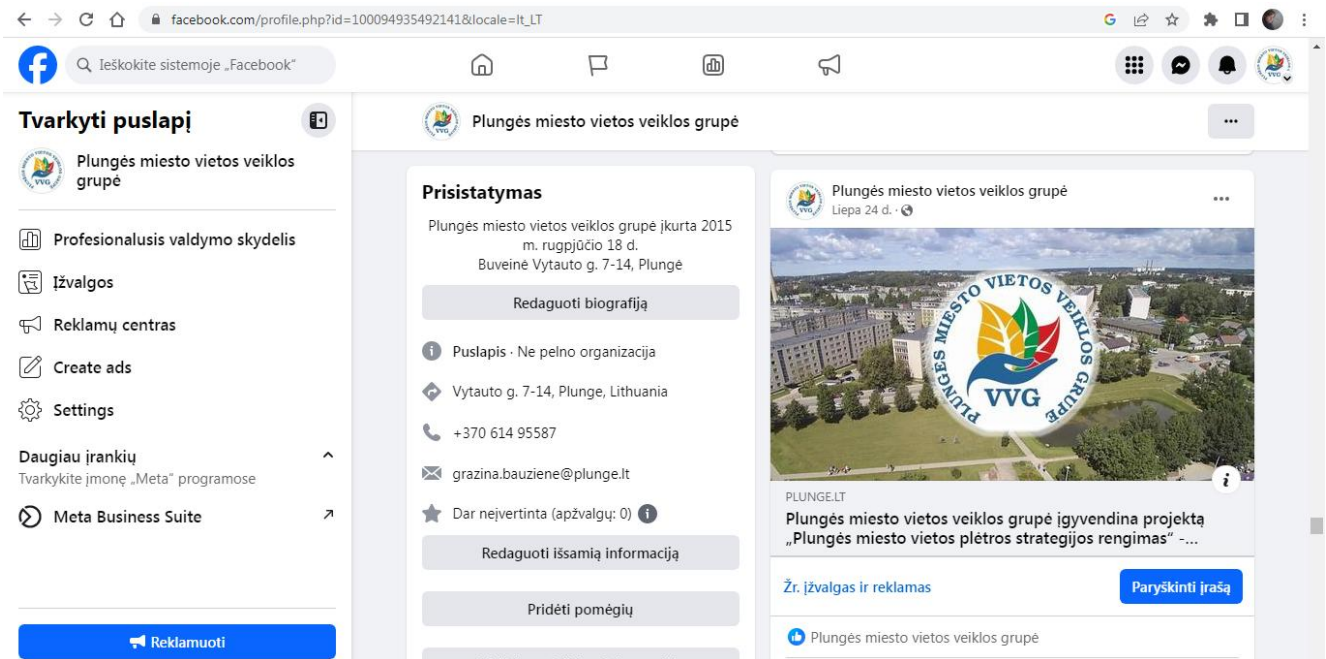 facebook.com/profile.php?id=100094935492141&locale=lt_LT
Ieškokite sistemoje „Facebook“
Tvarkyti puslapį
Plungės miesto vietos veiklos
grupė
Profesionalusis valdymo skydelis
Įžvalgos
Reklamų centras
Create ads
Settings
Daugiau įrankių
Tvarkykite įmonę „Meta“ programose
Meta Business Suite
Reklamuoti
Plungės miesto vietos veiklos grupė
Prisistatymas
Plungės miesto vietos veiklos grupė įkurta 2015
m. rugpjūčio 18 d.
Buveinė Vytauto g. 7-14, Plungė
Redaguoti biografiją
Puslapis · Ne pelno organizacija
Vytauto g. 7-14, Plunge, Lithuania
+370 614 95587
grazina.bauziene@plunge.lt
Dar neįvertinta (apžvalgų: 0)
Redaguoti išsamią informaciją
Pridėti pomėgių
Plungės miesto vietos veiklos grupė
Liepa 24 d. ·
PLUNGĖS MIESTO VIETOS VEIKLOS GRUPĖ
VVG
PLUNGE.LT
Plungės miesto vietos veiklos grupė įgyvendina projektą
„Plungės miesto vietos plėtros strategijos rengimas“ -...
Žr. įžvalgas ir reklamas
Paryškinti įrašą
Plungės miesto vietos veiklos grupė